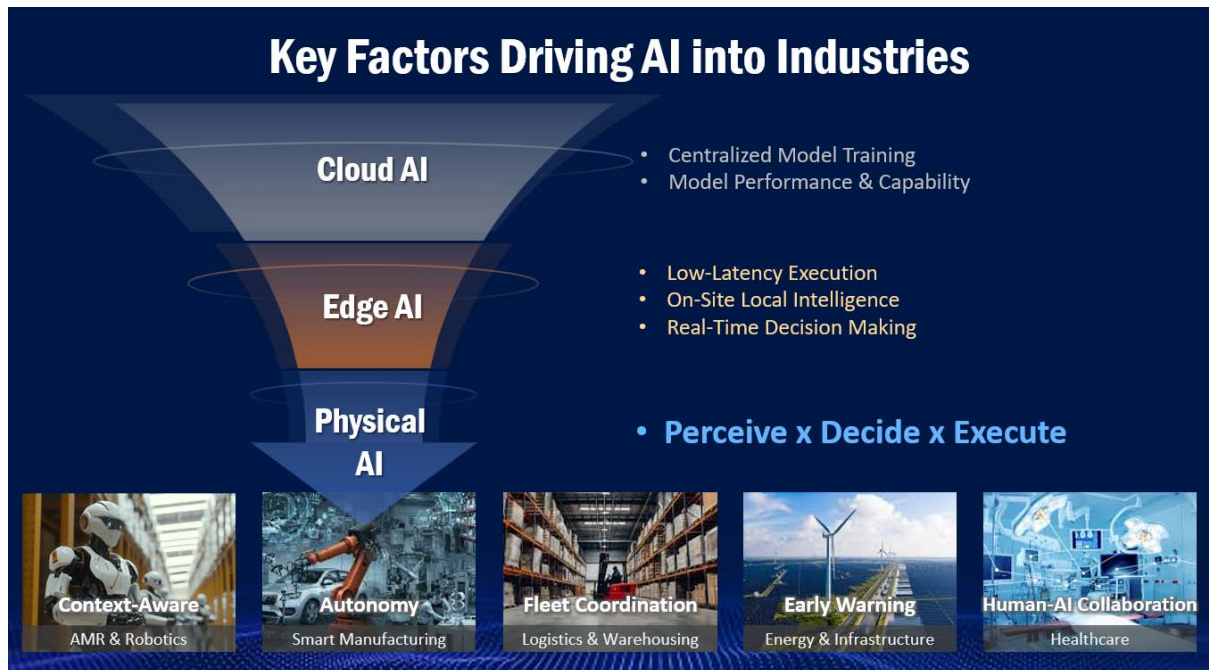 Key Factors Driving AI into Industries
Cloud AI
• Centralized Model Training
• Model Performance & Capability
Edge AI
• Low-Latency Execution
• On-Site Local Intelligence
• Real-Time Decision Making
Physical
AI
• Perceive x Decide x Execute
Context-Aware
AMR & Robotics
Autonomy
Smart Manufacturing
Fleet Coordination
Logistics & Warehousing
Early Warning
Energy & Infrastructure
Human-AI Collaboration
Healthcare